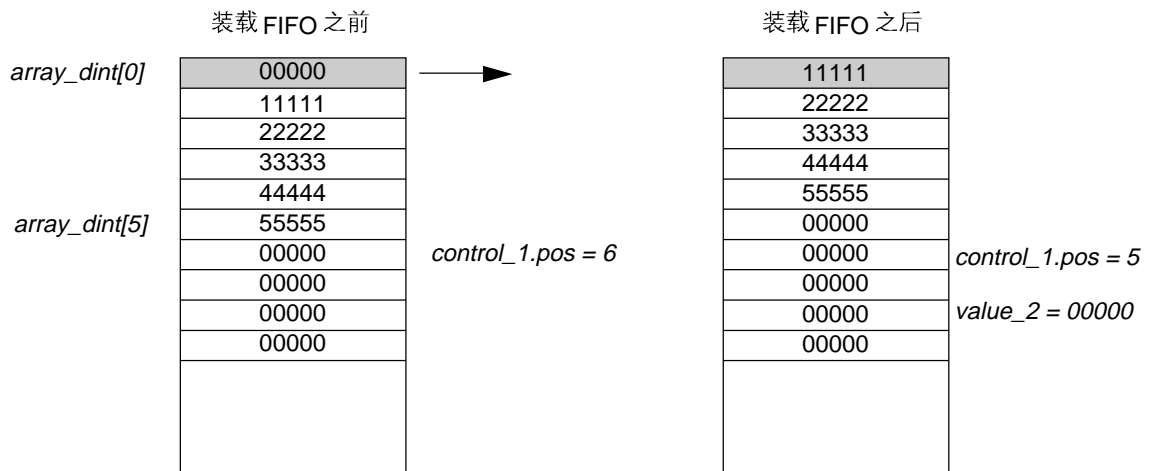 装载 FIFO 之前
装载 FIFO 之后
array_dint[0]
00000
11111
22222
33333
44444
array_dint[5]
55555
00000
control_1.pos = 6
00000
00000
00000
11111
22222
33333
44444
55555
00000
00000
control_1.pos = 5
00000
00000
value_2 = 00000
00000